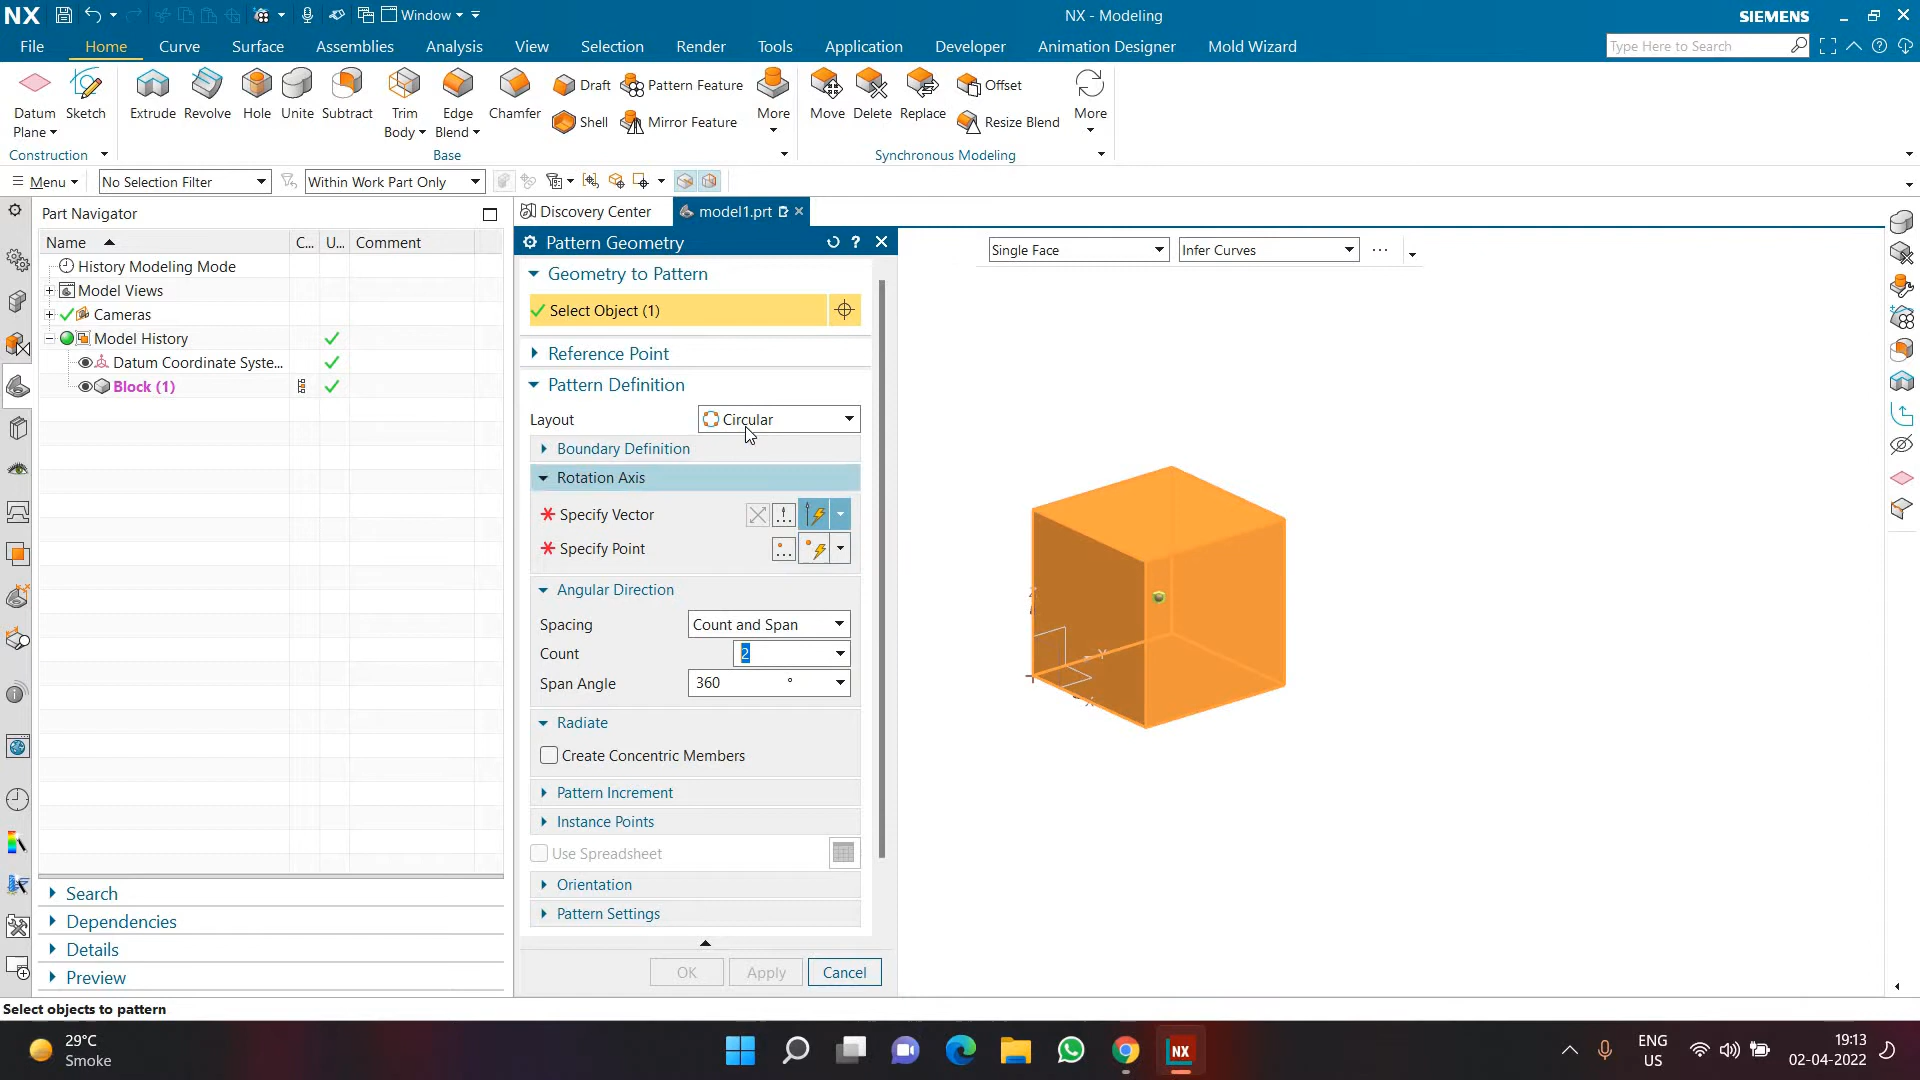 NX Window NX - Modeling SIEMENS
File Home Curve Surface Assemblies Analysis View Selection Render Tools Application Developer Animation Designer Mold Wizard Type Here to Search
Datum Plane Sketch Extrude Revolve Hole Unite Subtract Trim Body Edge Blend Chamfer Draft Pattern Feature More Move Delete Replace Offset More
Shell Mirror Feature Resize Blend
Construction Base Synchronous Modeling
Menu No Selection Filter Within Work Part Only
Part Navigator Discovery Center model1.prt
Name C... U... Comment
History Modeling Mode
Model Views
Cameras
Model History
Datum Coordinate Syste...
Block (1)
Search
Dependencies
Details
Preview
Pattern Geometry
Single Face Infer Curves
Geometry to Pattern
Select Object (1)
Reference Point
Pattern Definition
Layout Circular
Boundary Definition
Rotation Axis
Specify Vector
Specify Point
Angular Direction
Spacing Count and Span
Count 2
Span Angle 360 °
Radiate
Create Concentric Members
Pattern Increment
Instance Points
Use Spreadsheet
Orientation
Pattern Settings
OK Apply Cancel
Select objects to pattern
29°C
Smoke
NX
ENG
US
19:13
02-04-2022